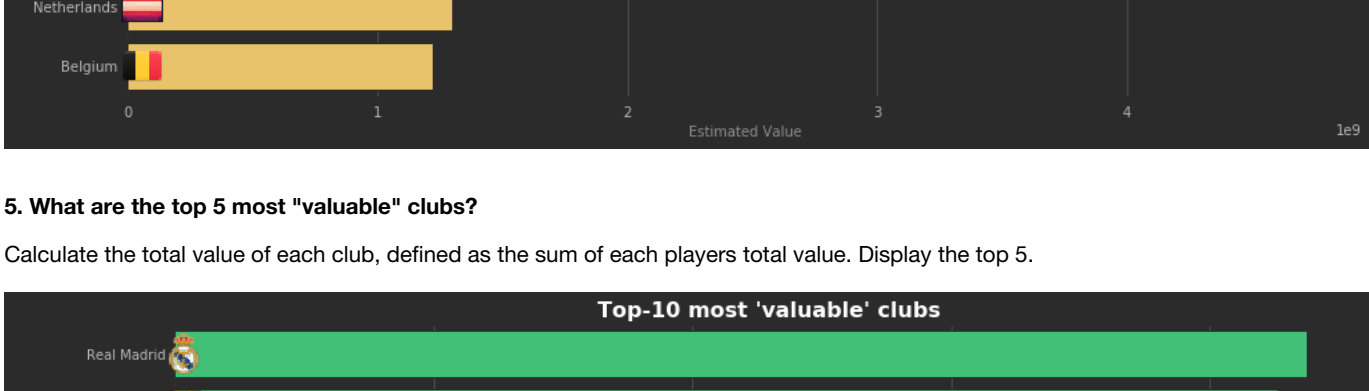 Netherlands
Belgium
0 1 2 3 4
Estimated Value 1e9
5. What are the top 5 most "valuable" clubs?
Calculate the total value of each club, defined as the sum of each players total value. Display the top 5.
Top-10 most 'valuable' clubs
Real Madrid